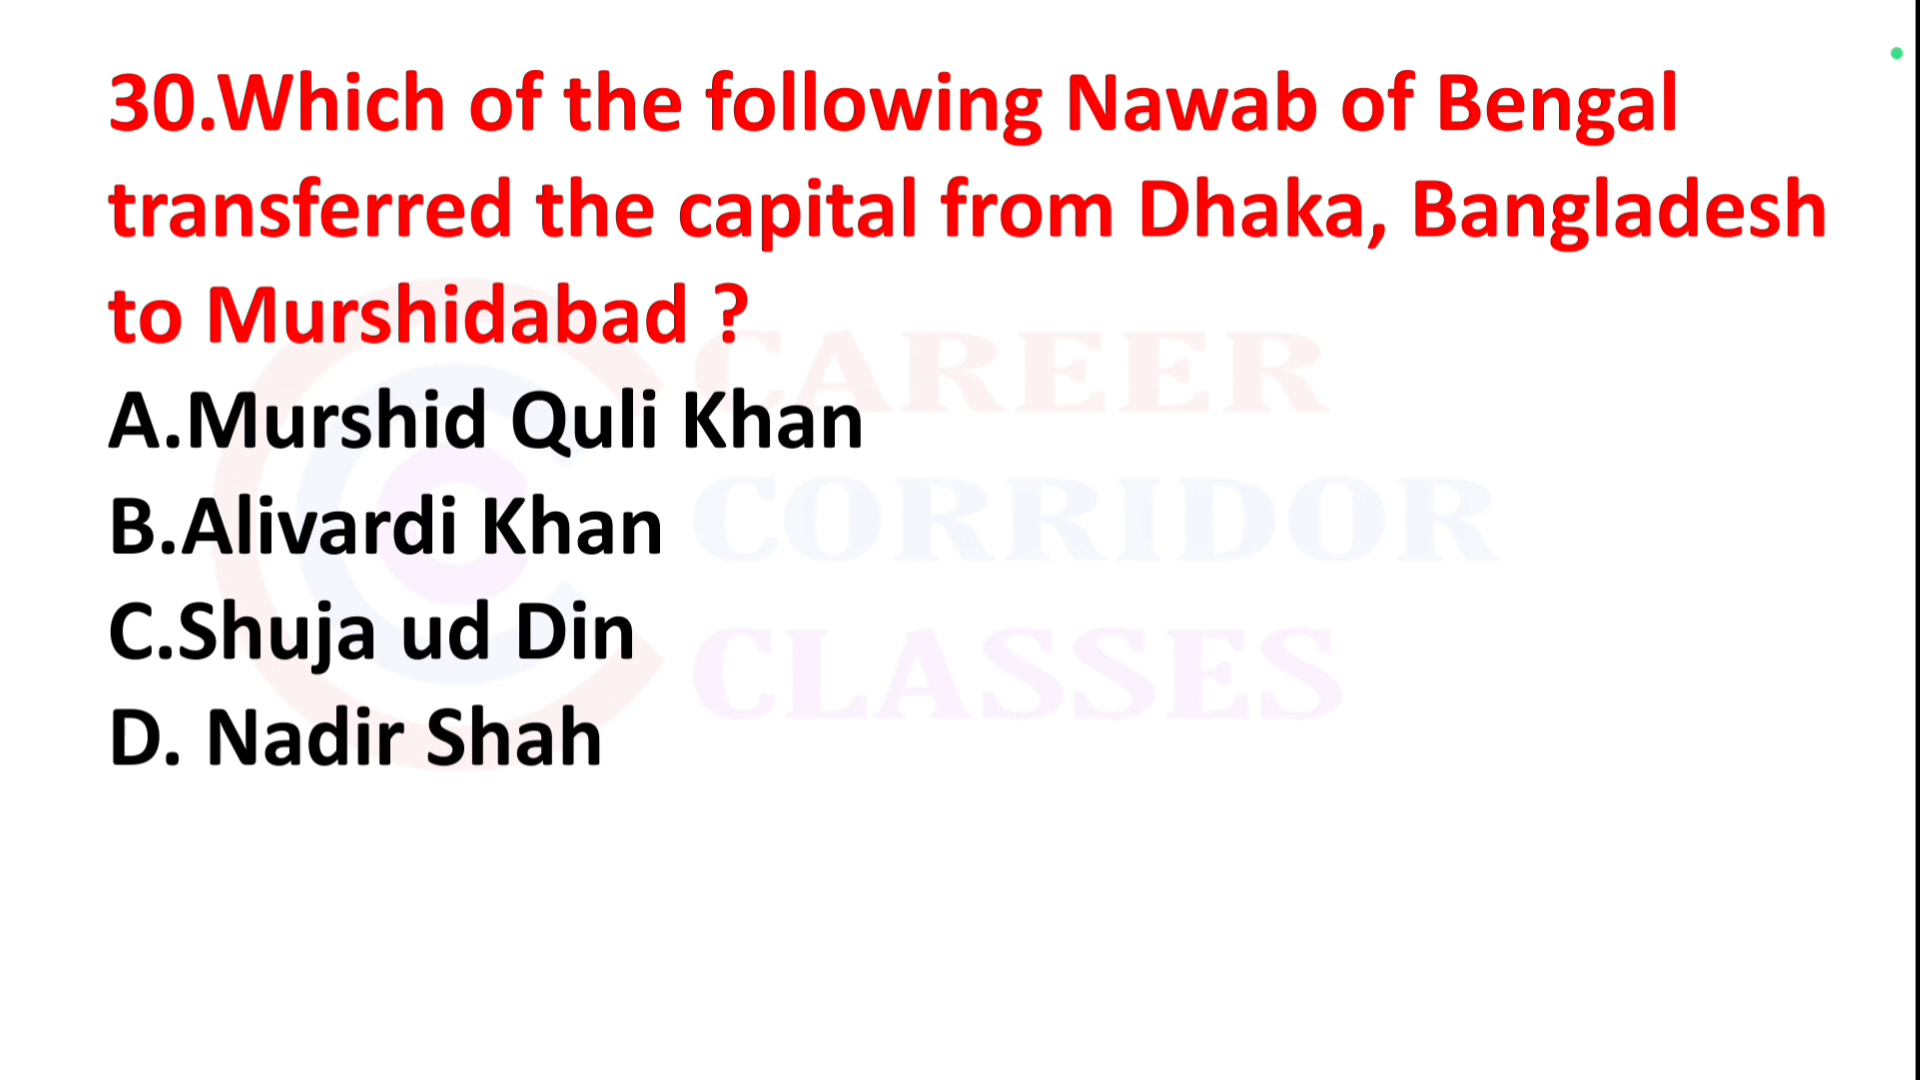 30.Which of the following Nawab of Bengal
transferred the capital from Dhaka, Bangladesh
to Murshidabad ?
A.Murshid Quli Khan
B.Alivardi Khan
C.Shuja ud Din
D. Nadir Shah
CAREER
CORRIDOR
CLASSES